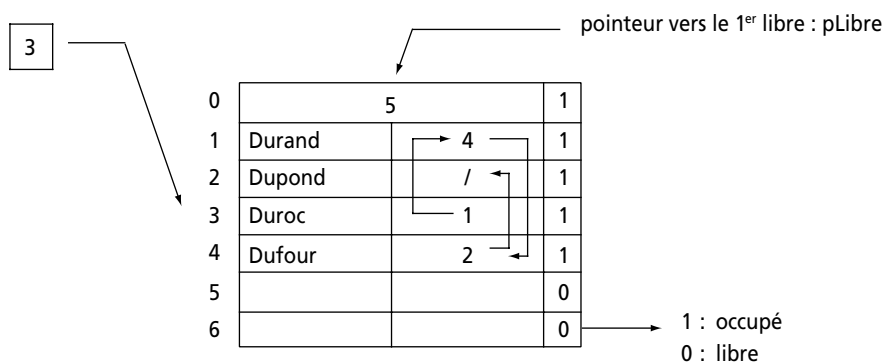 pointeur vers le 1er libre : pLibre
3
0 5 1
1 Durand 4 1
2 Dupond / 1
3 Duroc 1 1
4 Dufour 2 1
5 0
6 0
1 : occupé
0 : libre